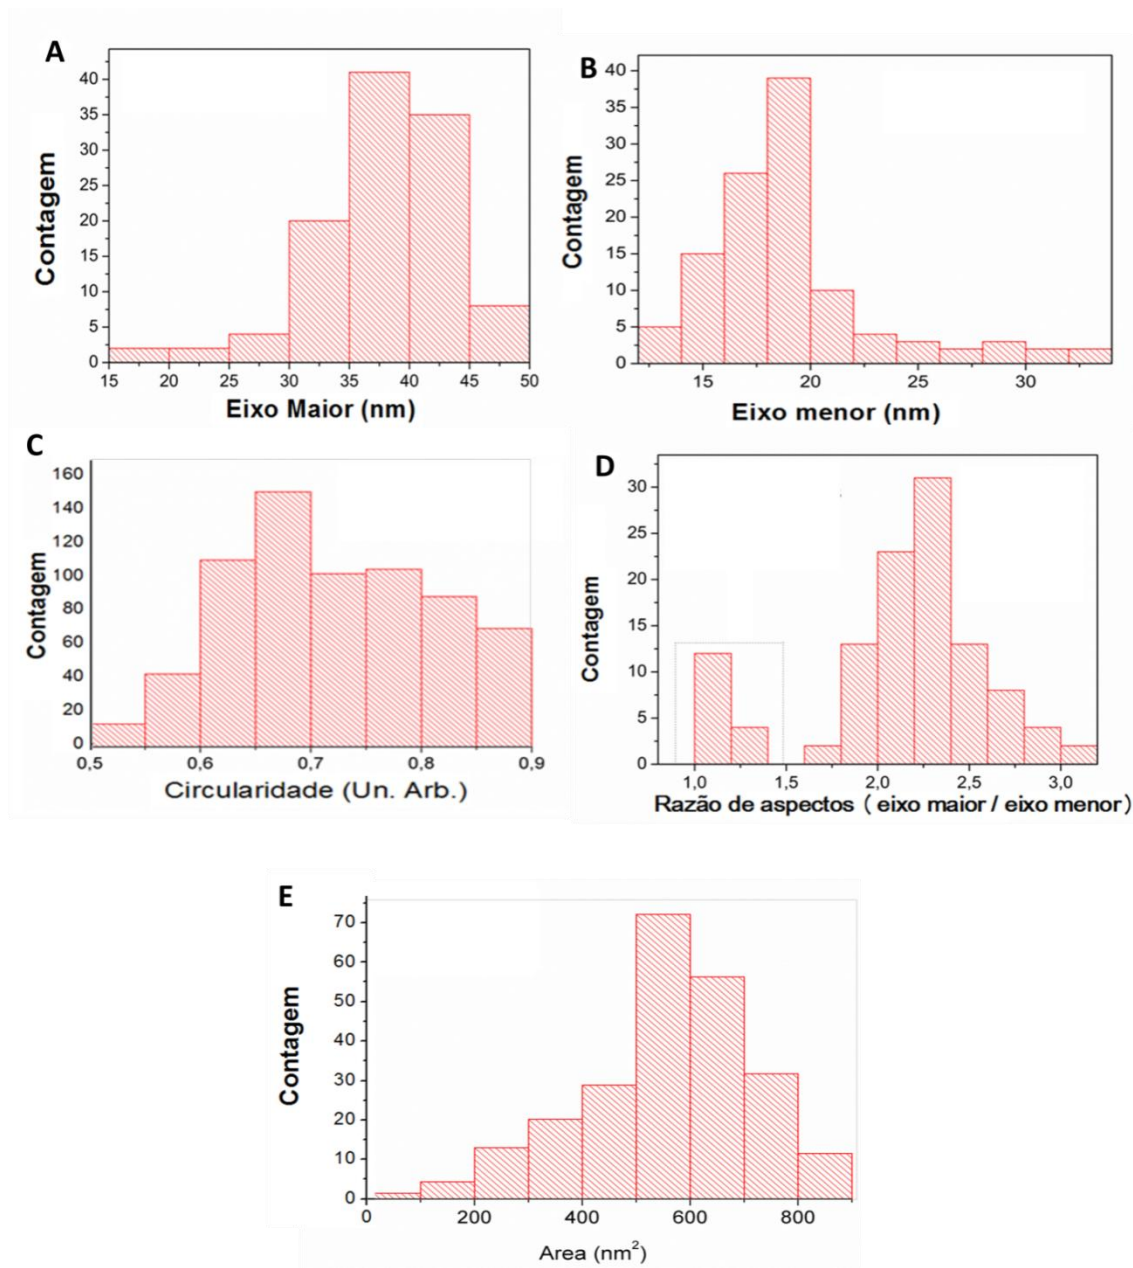 A
40
35
30
25
20
15
10
5
0
15 20 25 30 35 40 45 50
Contagem
Eixo Maior (nm)
B
40
35
30
25
20
15
10
5
0
15 20 25 30
Contagem
Eixo menor (nm)
C
160
140
120
100
80
60
40
20
0
0,5 0,6 0,7 0,8 0,9
Contagem
Circularidade (Un. Arb.)
D
30
25
20
15
10
5
0
1,0 1,5 2,0 2,5 3,0
Contagem
Razão de aspectos ( eixo maior / eixo menor)
E
70
60
50
40
30
20
10
0
0 200 400 600 800
Contagem
Area (nm²)